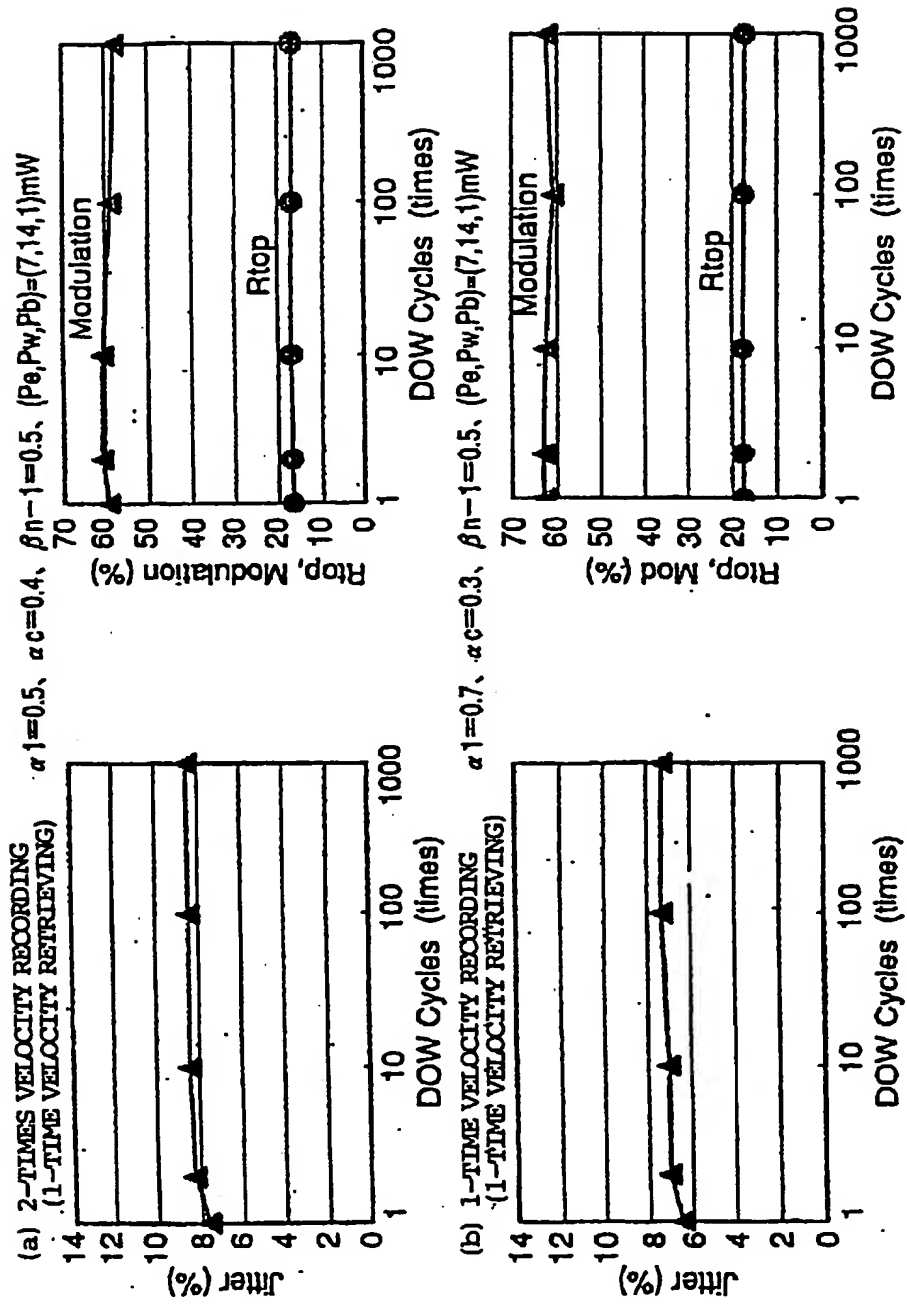 (a) 2-TIMES VELOCITY RECORDING
(1-TIME VELOCITY RETRIEVING)
α1=0.5、 αc=0.4、 βn-1=0.5、 (Pe,Pw,Pb)=(7,14,1)mW
Jitter (%)
14
12
10
8
6
4
2
0
1
10
100
1000
DOW Cycles (times)
Rtop, Modulation (%)
70
60
50
40
30
20
10
0
Modulation
Rtop
1
10
100
1000
DOW Cycles (times)
(b) 1-TIME VELOCITY RECORDING
(1-TIME VELOCITY RETRIEVING)
α1=0.7、 αc=0.3、 βn-1=0.5、 (Pe,Pw,Pb)=(7,14,1)mW
Jitter (%)
14
12
10
8
6
4
2
0
1
10
100
1000
DOW Cycles (times)
Rtop, Mod (%)
70
60
50
40
30
20
10
0
Modulation
Rtop
1
10
100
1000
DOW Cycles (times)